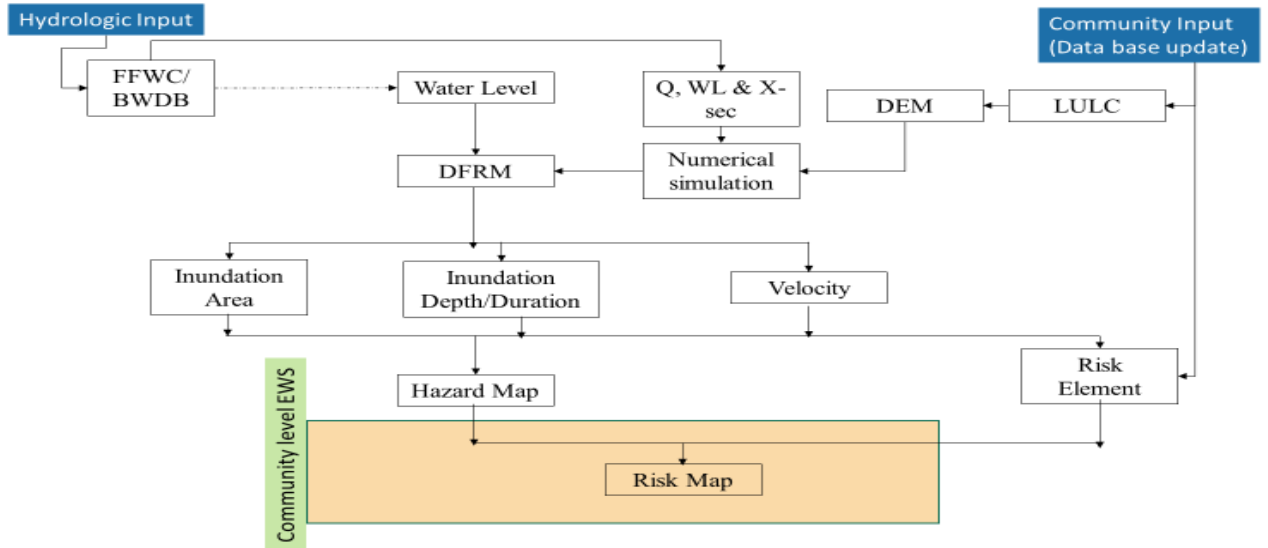 Hydrologic Input
Community Input
(Data base update)
FFWC/
BWDB
Water Level
Q, WL & X-
sec
DEM
LULC
DFRM
Numerical
simulation
Inundation
Area
Inundation
Depth/Duration
Velocity
Hazard Map
Risk
Element
Community level EWS
Risk Map